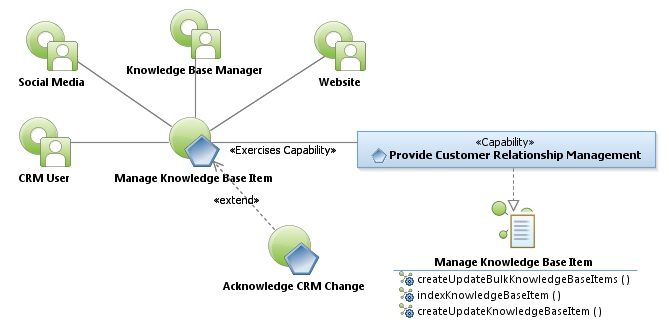 Social Media
Knowledge Base Manager
Website
CRM User
Manage Knowledge Base Item
«Exercises Capability»
«Capability»
Provide Customer Relationship Management
«extend»
Acknowledge CRM Change
Manage Knowledge Base Item
createUpdateBulkKnowledgeBaseItems ( )
indexKnowledgeBaseItem ( )
createUpdateKnowledgeBaseItem ( )